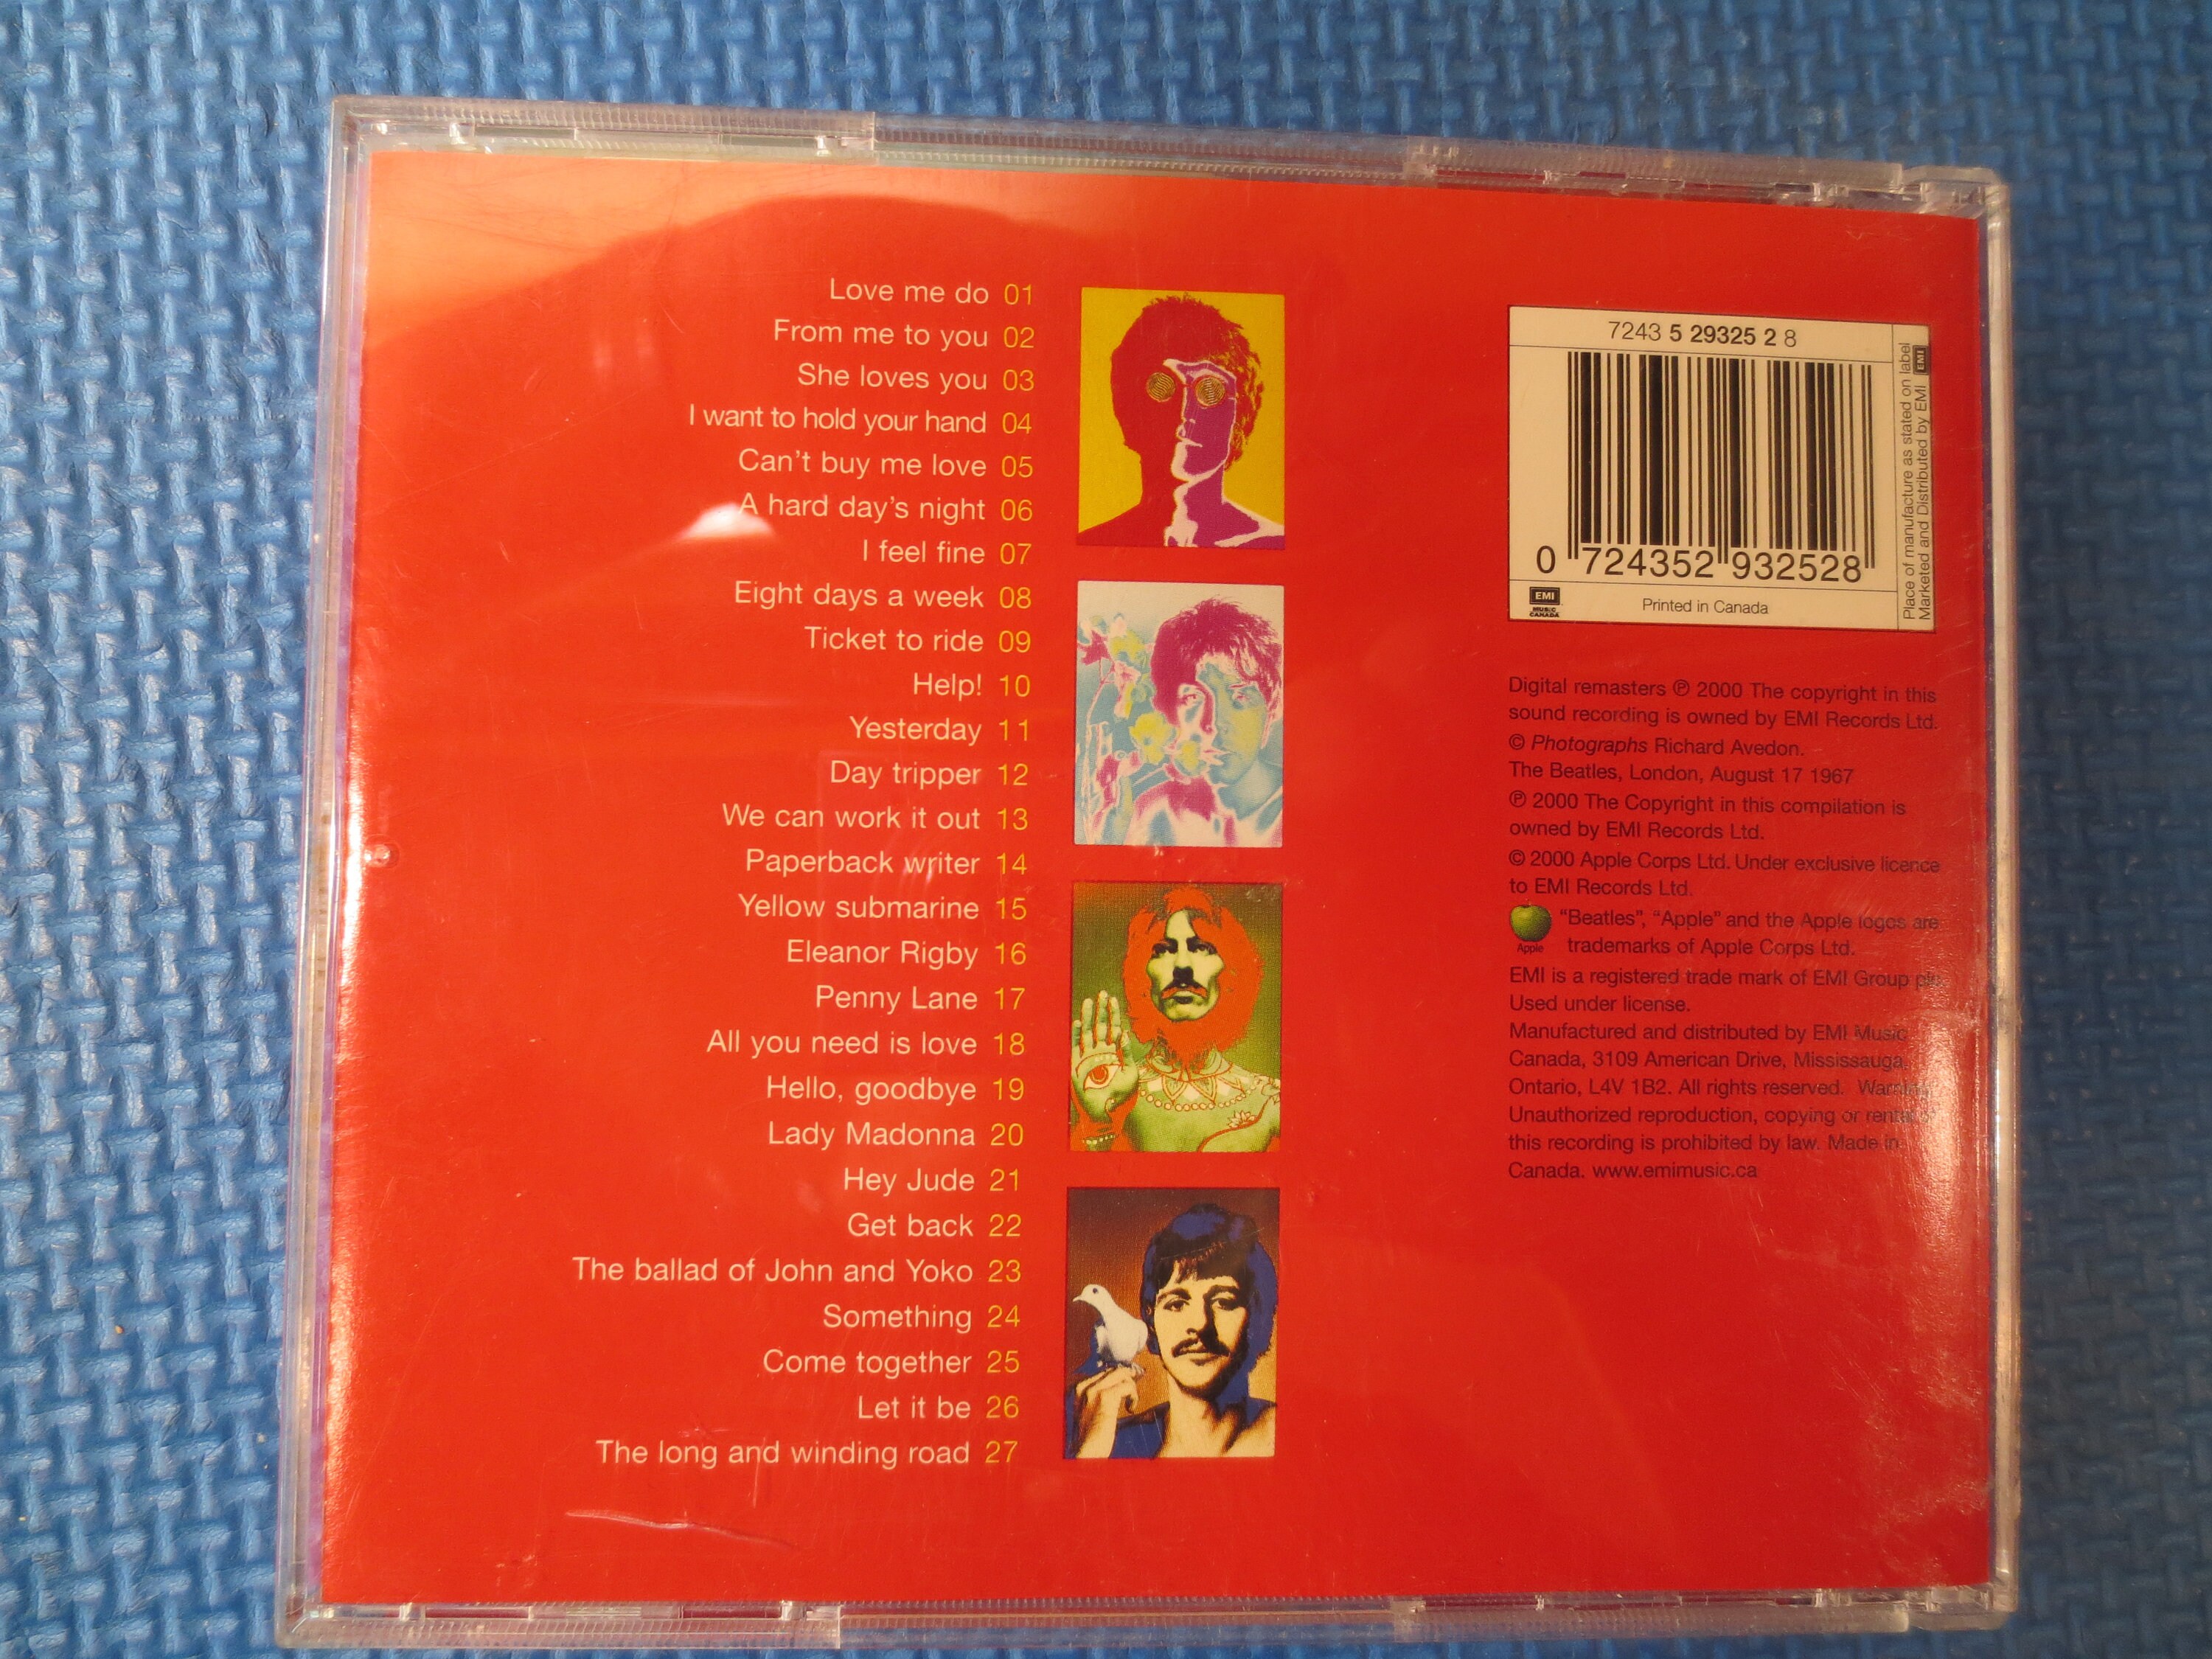 Love me do 01
From me to you 02
She loves you 03
I want to hold your hand 04
Can't buy me love 05
A hard day's night 06
I feel fine 07
Eight days a week 08
Ticket to ride 09
Help! 10
Yesterday 11
Day tripper 12
We can work it out 13
Paperback writer 14
Yellow submarine 15
Eleanor Rigby 16
Penny Lane 17
All you need is love 18
Hello, goodbye 19
Lady Madonna 20
Hey Jude 21
Get back 22
The ballad of John and Yoko 23
Something 24
Come together 25
Let it be 26
The long and winding road 27
7243 5 29325 2 8
0 724352 932528
EMI
MUSIC
CANADA
Printed in Canada
Place of manufacture as stated on label
Marketed and Distributed by EMI EMI
Digital remasters ℗ 2000 The copyright in this
sound recording is owned by EMI Records Ltd.
© Photographs Richard Avedon.
The Beatles, London, August 17 1967
℗ 2000 The Copyright in this compilation is
owned by EMI Records Ltd.
© 2000 Apple Corps Ltd. Under exclusive licence
to EMI Records Ltd.
Apple
"Beatles", "Apple" and the Apple logos are
trademarks of Apple Corps Ltd.
EMI is a registered trade mark of EMI Group plc.
Used under license.
Manufactured and distributed by EMI Music
Canada, 3109 American Drive, Mississauga,
Ontario, L4V 1B2. All rights reserved. Warning:
Unauthorized reproduction, copying or rental of
this recording is prohibited by law. Made in
Canada. www.emimusic.ca